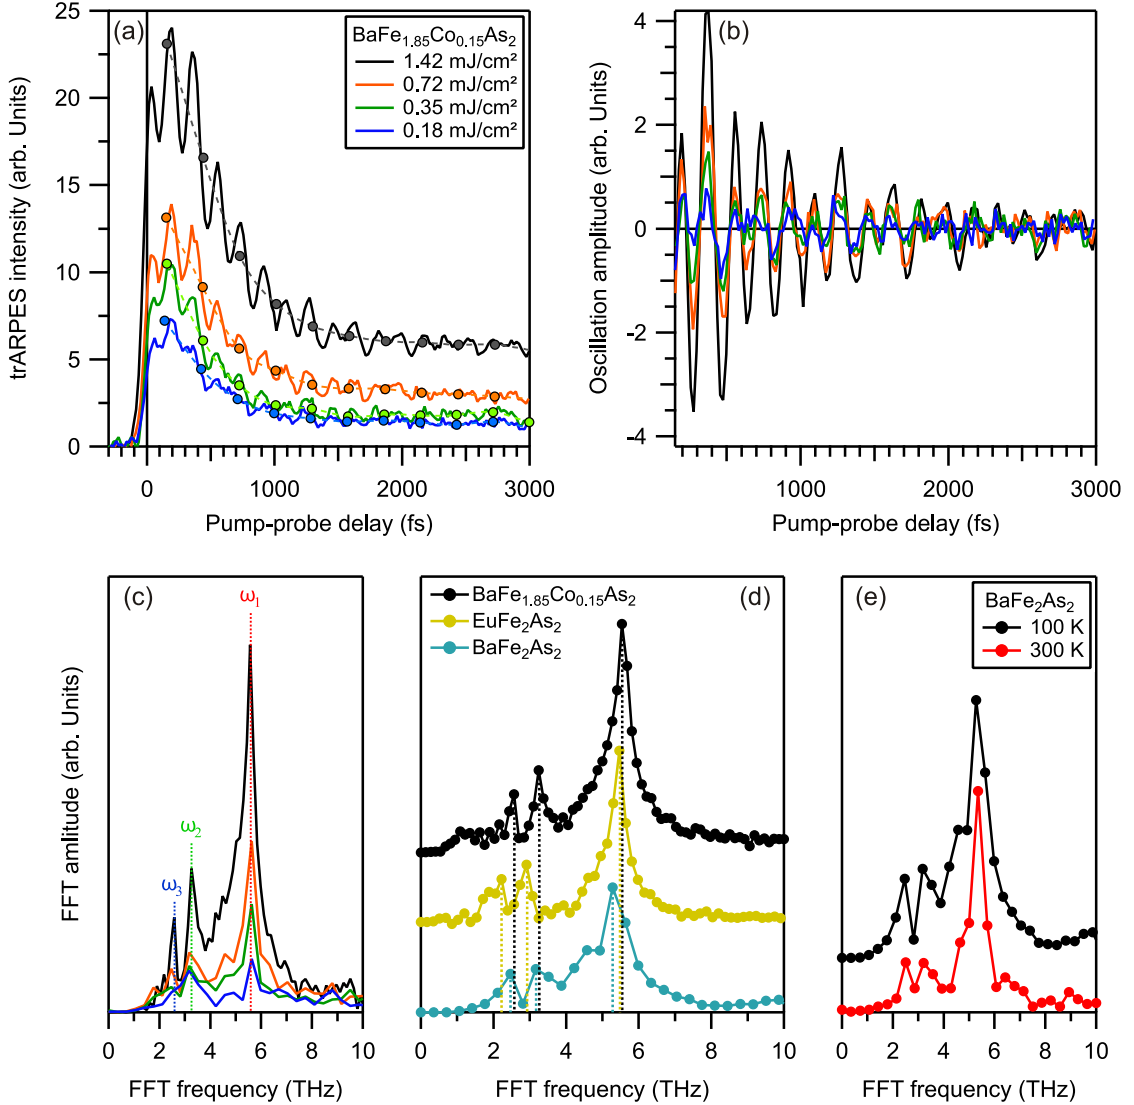 (a)
BaFe1.85Co0.15As2
1.42 mJ/cm²
0.72 mJ/cm²
0.35 mJ/cm²
0.18 mJ/cm²
25
20
15
10
5
0
trARPES intensity (arb. Units)
0
1000
2000
3000
Pump-probe delay (fs)
(b)
4
2
0
-2
-4
Oscillation amplitude (arb. Units)
1000
2000
3000
Pump-probe delay (fs)
(c)
ω1
ω2
ω3
FFT amlitude (arb. Units)
0
2
4
6
8
10
FFT frequency (THz)
(d)
BaFe1.85Co0.15As2
EuFe2As2
BaFe2As2
0
2
4
6
8
10
FFT frequency (THz)
(e)
BaFe2As2
100 K
300 K
0
2
4
6
8
10
FFT frequency (THz)